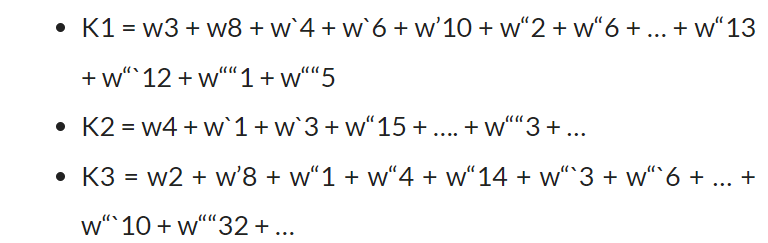 • K1 = w3 + w8 + w`4 + w`6 + w’10 + w“2 + w“6 + … + w“13
+ w“`12 + w““1 + w““5
• K2 = w4 + w`1 + w`3 + w“15 + …. + w““3 + …
• K3 = w2 + w’8 + w“1 + w“4 + w“14 + w“`3 + w“`6 + … +
w“`10 + w““32 + …